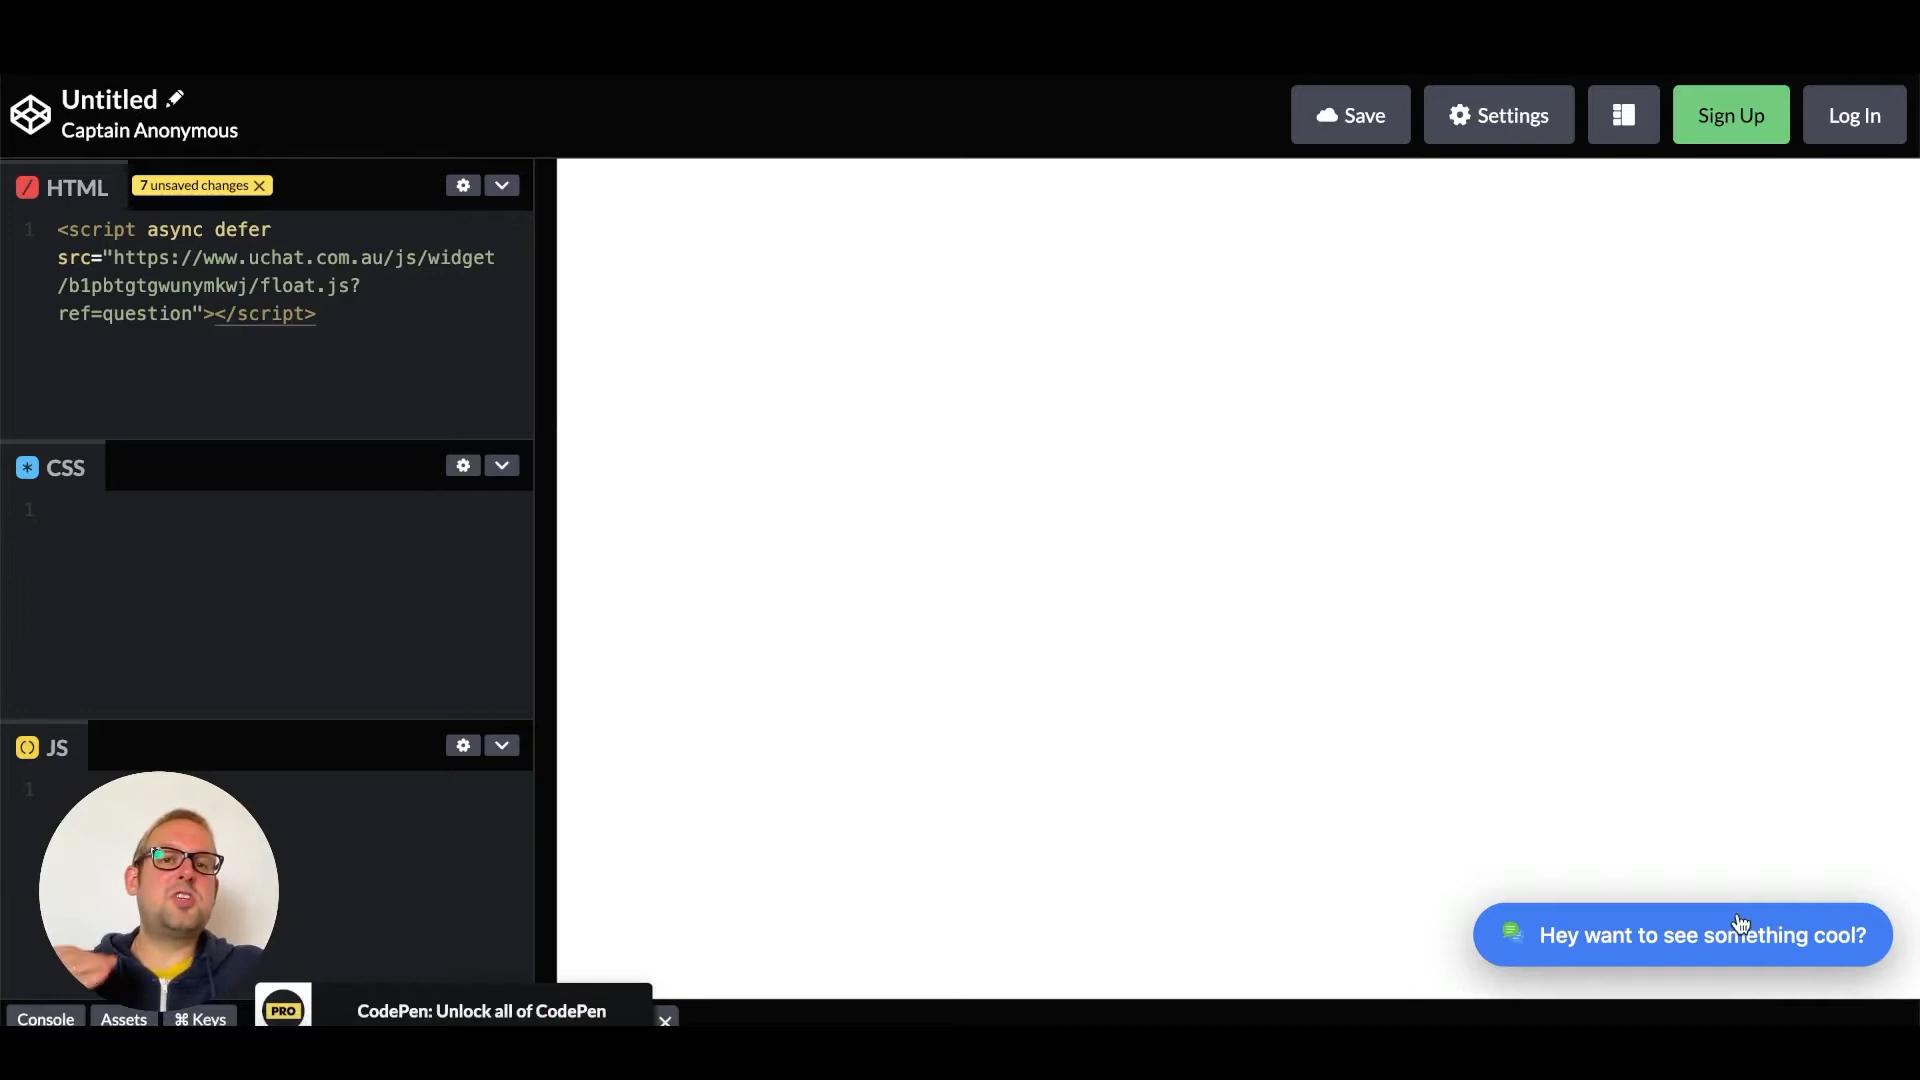 Untitled
Captain Anonymous
Save
Settings
Sign Up
Log In
HTML
7 unsaved changes
1
<script async defer
src="https://www.uchat.com.au/js/widget
/b1pbtgtgwunymkwj/float.js?
ref=question"></script>
CSS
1
JS
1
Hey want to see something cool?
Console
Assets
⌘ Keys
PRO
CodePen: Unlock all of CodePen